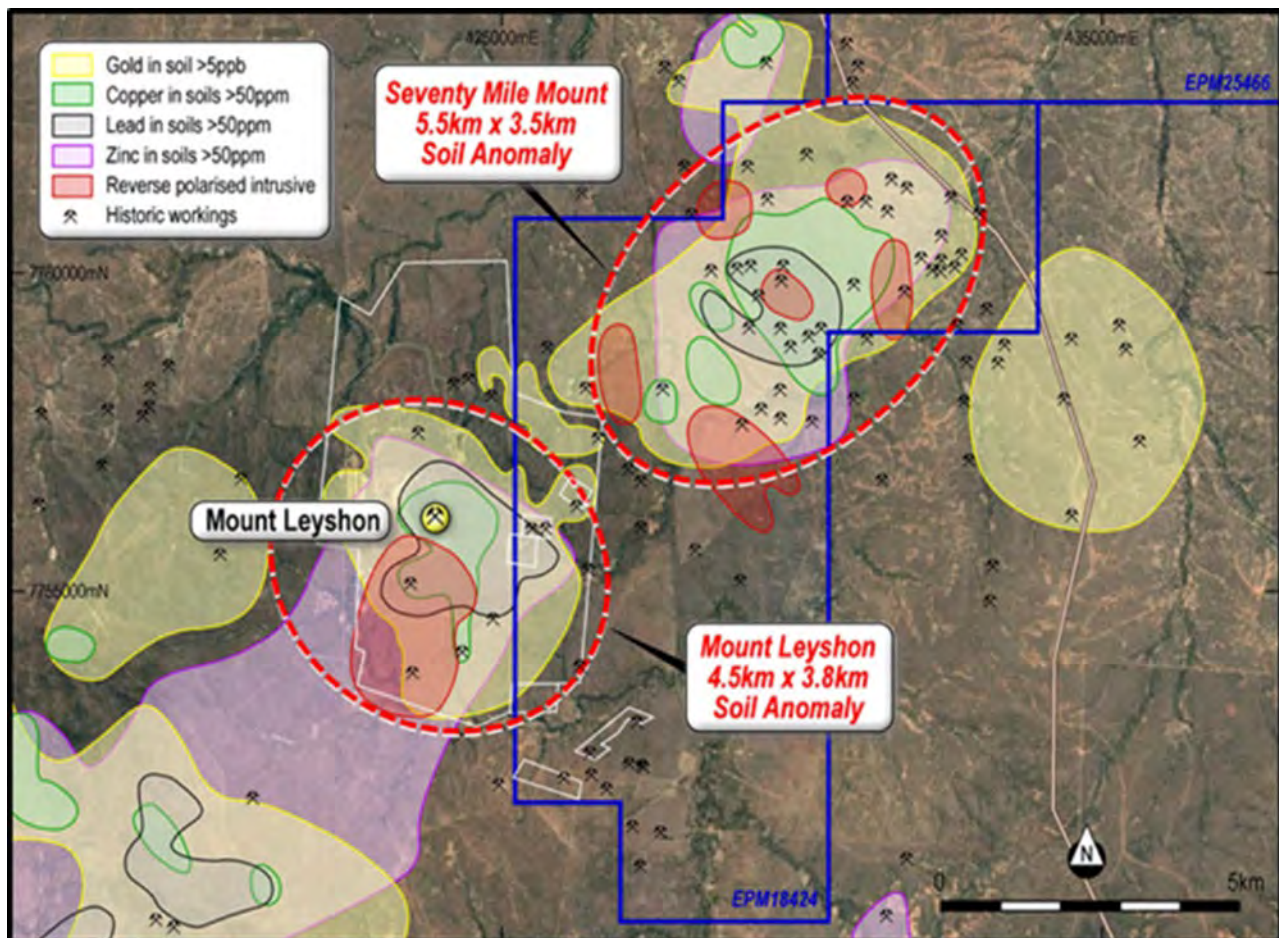 425000mE
435000mE
EPM25466
Gold in soil >5ppb
Copper in soils >50ppm
Lead in soils >50ppm
Zinc in soils >50ppm
Reverse polarised intrusive
Historic workings
Seventy Mile Mount
5.5km x 3.5km
Soil Anomaly
7760000mN
Mount Leyshon
7755000mN
Mount Leyshon
4.5km x 3.8km
Soil Anomaly
N
0
5km
EPM18424